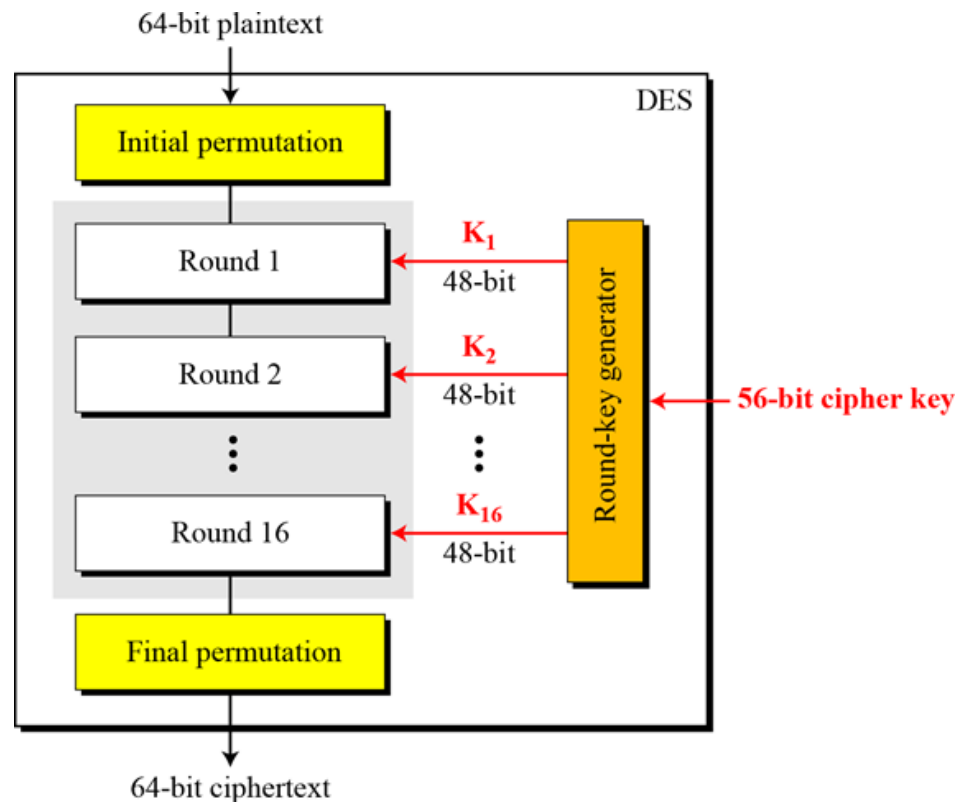 64-bit plaintext
DES
Initial permutation
Round 1
K₁
48-bit
Round 2
K₂
48-bit
Round-key generator
56-bit cipher key
Round 16
K₁₆
48-bit
Final permutation
64-bit ciphertext